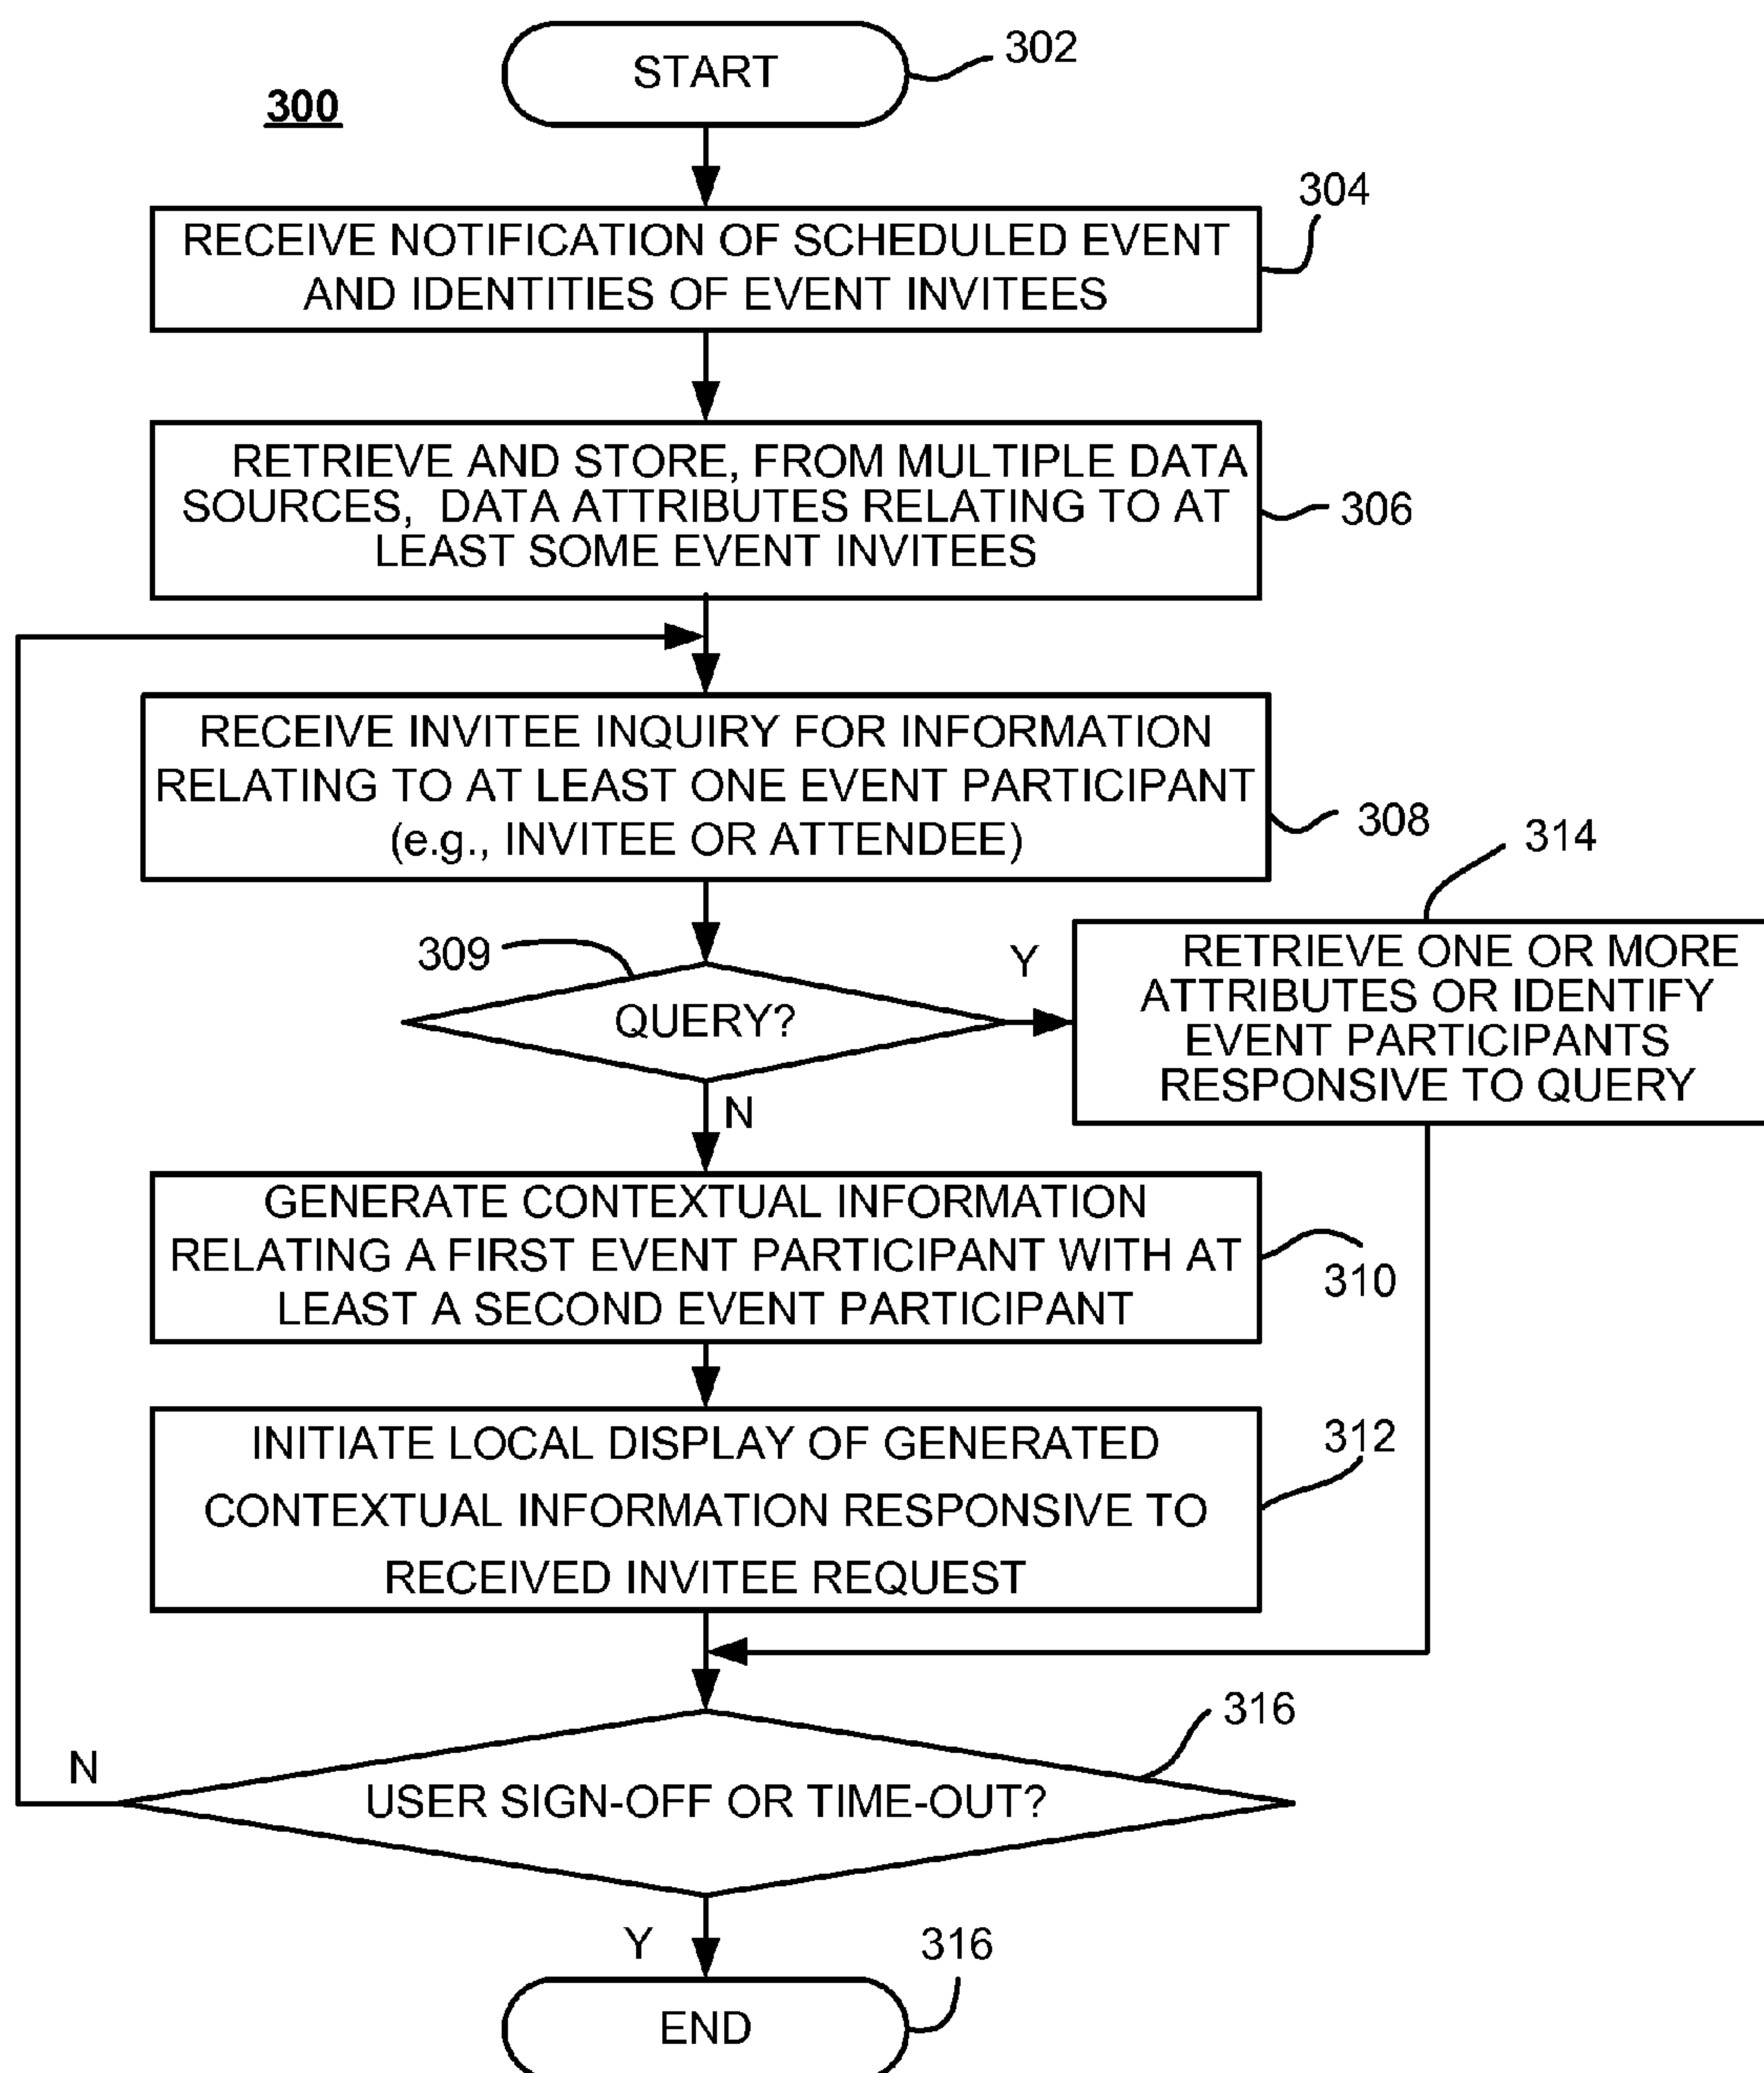 START
302
300
304
RECEIVE NOTIFICATION OF SCHEDULED EVENT
AND IDENTITIES OF EVENT INVITEES
RETRIEVE AND STORE, FROM MULTIPLE DATA
SOURCES, DATA ATTRIBUTES RELATING TO AT
LEAST SOME EVENT INVITEES
306
RECEIVE INVITEE INQUIRY FOR INFORMATION
RELATING TO AT LEAST ONE EVENT PARTICIPANT
(e.g., INVITEE OR ATTENDEE)
308
314
309
QUERY?
Y
N
RETRIEVE ONE OR MORE
ATTRIBUTES OR IDENTIFY
EVENT PARTICIPANTS
RESPONSIVE TO QUERY
GENERATE CONTEXTUAL INFORMATION
RELATING A FIRST EVENT PARTICIPANT WITH AT
LEAST A SECOND EVENT PARTICIPANT
310
INITIATE LOCAL DISPLAY OF GENERATED
CONTEXTUAL INFORMATION RESPONSIVE TO
RECEIVED INVITEE REQUEST
312
316
N
USER SIGN-OFF OR TIME-OUT?
Y
316
END